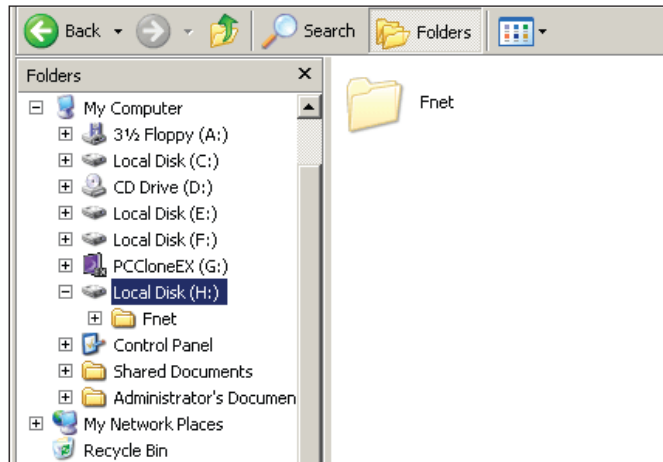 Back Search Folders
Folders
My Computer
3½ Floppy (A:)
Local Disk (C:)
CD Drive (D:)
Local Disk (E:)
Local Disk (F:)
PCCloneEX (G:)
Local Disk (H:)
Fnet
Control Panel
Shared Documents
Administrator's Documen
My Network Places
Recycle Bin
Fnet